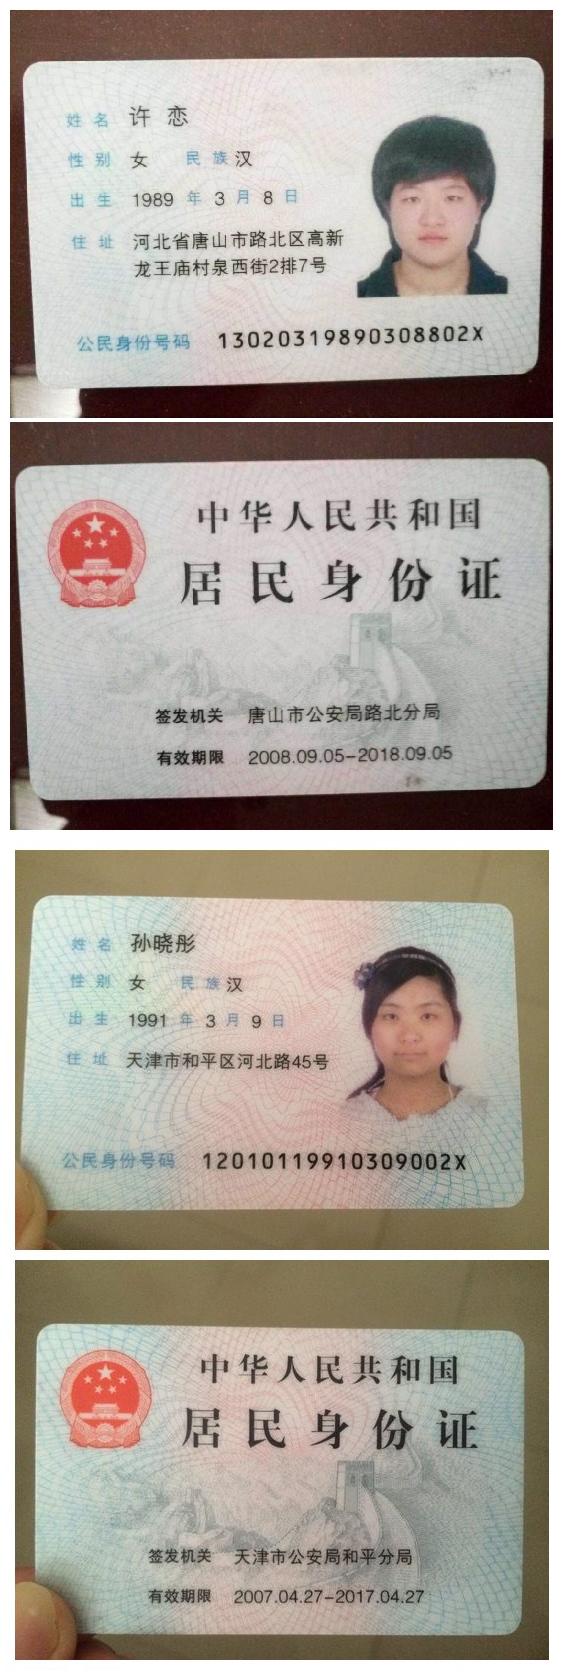 姓名 许恋
性别 女 民族 汉
出生 1989 年 3 月 8 日
住址 河北省唐山市路北区高新
龙王庙村泉西街2排7号
公民身份号码 13020319890308802X
中华人民共和国
居民身份证
签发机关 唐山市公安局路北分局
有效期限 2008.09.05-2018.09.05
姓名 孙晓彤
性别 女 民族 汉
出生 1991 年 3 月 9 日
住址 天津市和平区河北路45号
公民身份号码 12010119910309002X
中华人民共和国
居民身份证
签发机关 天津市公安局和平分局
有效期限 2007.04.27-2017.04.27